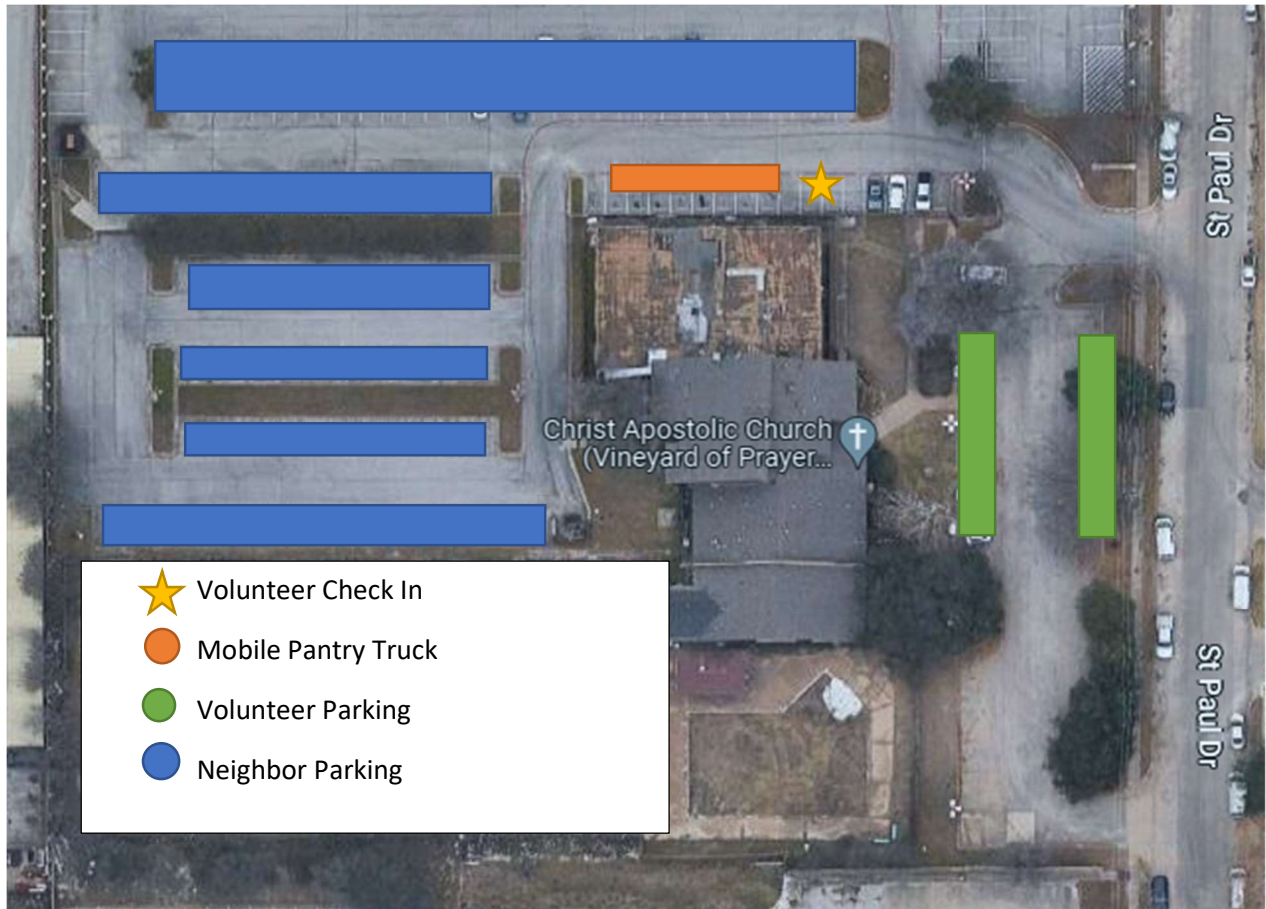 St Paul Dr
Christ Apostolic Church
(Vineyard of Prayer...
Volunteer Check In
Mobile Pantry Truck
Volunteer Parking
Neighbor Parking
St Paul Dr